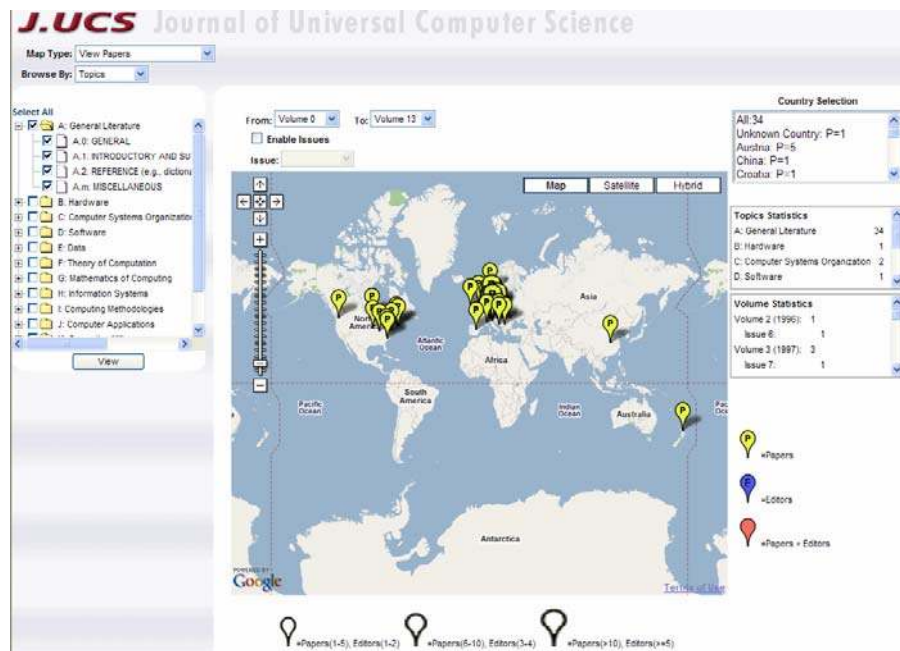 J.UCS Journal of Universal Computer Science
Map Type: View Papers
Browse By: Topics
Select All
A: General Literature
A.0: GENERAL
A.1: INTRODUCTORY AND SU
A.2: REFERENCE (e.g., dictiona
A.m: MISCELLANEOUS
B: Hardware
C: Computer Systems Organization
D: Software
E: Data
F: Theory of Computation
G: Mathematics of Computing
H: Information Systems
I: Computing Methodologies
J: Computer Applications
View
From: Volume 0 To: Volume 13
Enable Issues
Issue:
Map Satellite Hybrid
Asia
North America
Atlantic Ocean
Africa
Pacific Ocean
South America
Indian Ocean
Australia
Antarctica
POWERED BY
Google
Terms of Use
Country Selection
All:34
Unknown Country: P=1
Austria: P=5
China: P=1
Croatia: P=1
Topics Statistics
A: General Literature 34
B: Hardware 1
C: Computer Systems Organization 2
D: Software 1
Volume Statistics
Volume 2 (1996): 1
Issue 6: 1
Volume 3 (1997): 3
Issue 7: 1
P =Papers
E =Editors
=Papers + Editors
=Papers(1-5), Editors(1-2) =Papers(6-10), Editors(3-4) =Papers(>10), Editors(>=5)